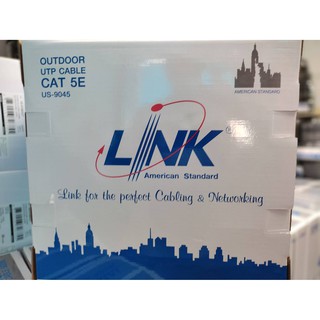 OUTDOOR
UTP CABLE
CAT 5E
US-9045
AMERICAN STANDARD
LINK
American Standard
Link for the perfect Cabling & Networking